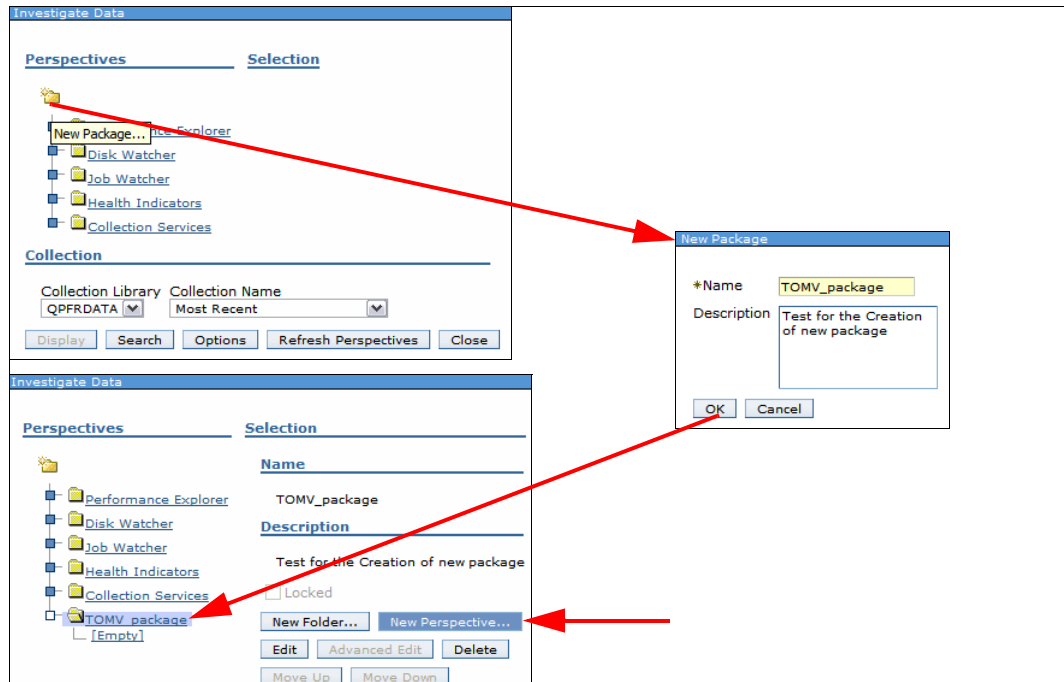 Investigate Data
Perspectives Selection
New Package...
nce Explorer
Disk Watcher
Job Watcher
Health Indicators
Collection Services
Collection
Collection Library Collection Name
QPFRDATA Most Recent
Display Search Options Refresh Perspectives Close
New Package
*Name TOMV_package
Description Test for the Creation
of new package
OK Cancel
Investigate Data
Perspectives Selection
Name
Performance Explorer TOMV_package
Disk Watcher Description
Job Watcher
Health Indicators Test for the Creation of new package
Collection Services Locked
TOMV_package New Folder... New Perspective...
[Empty]
Edit Advanced Edit Delete
Move Up Move Down